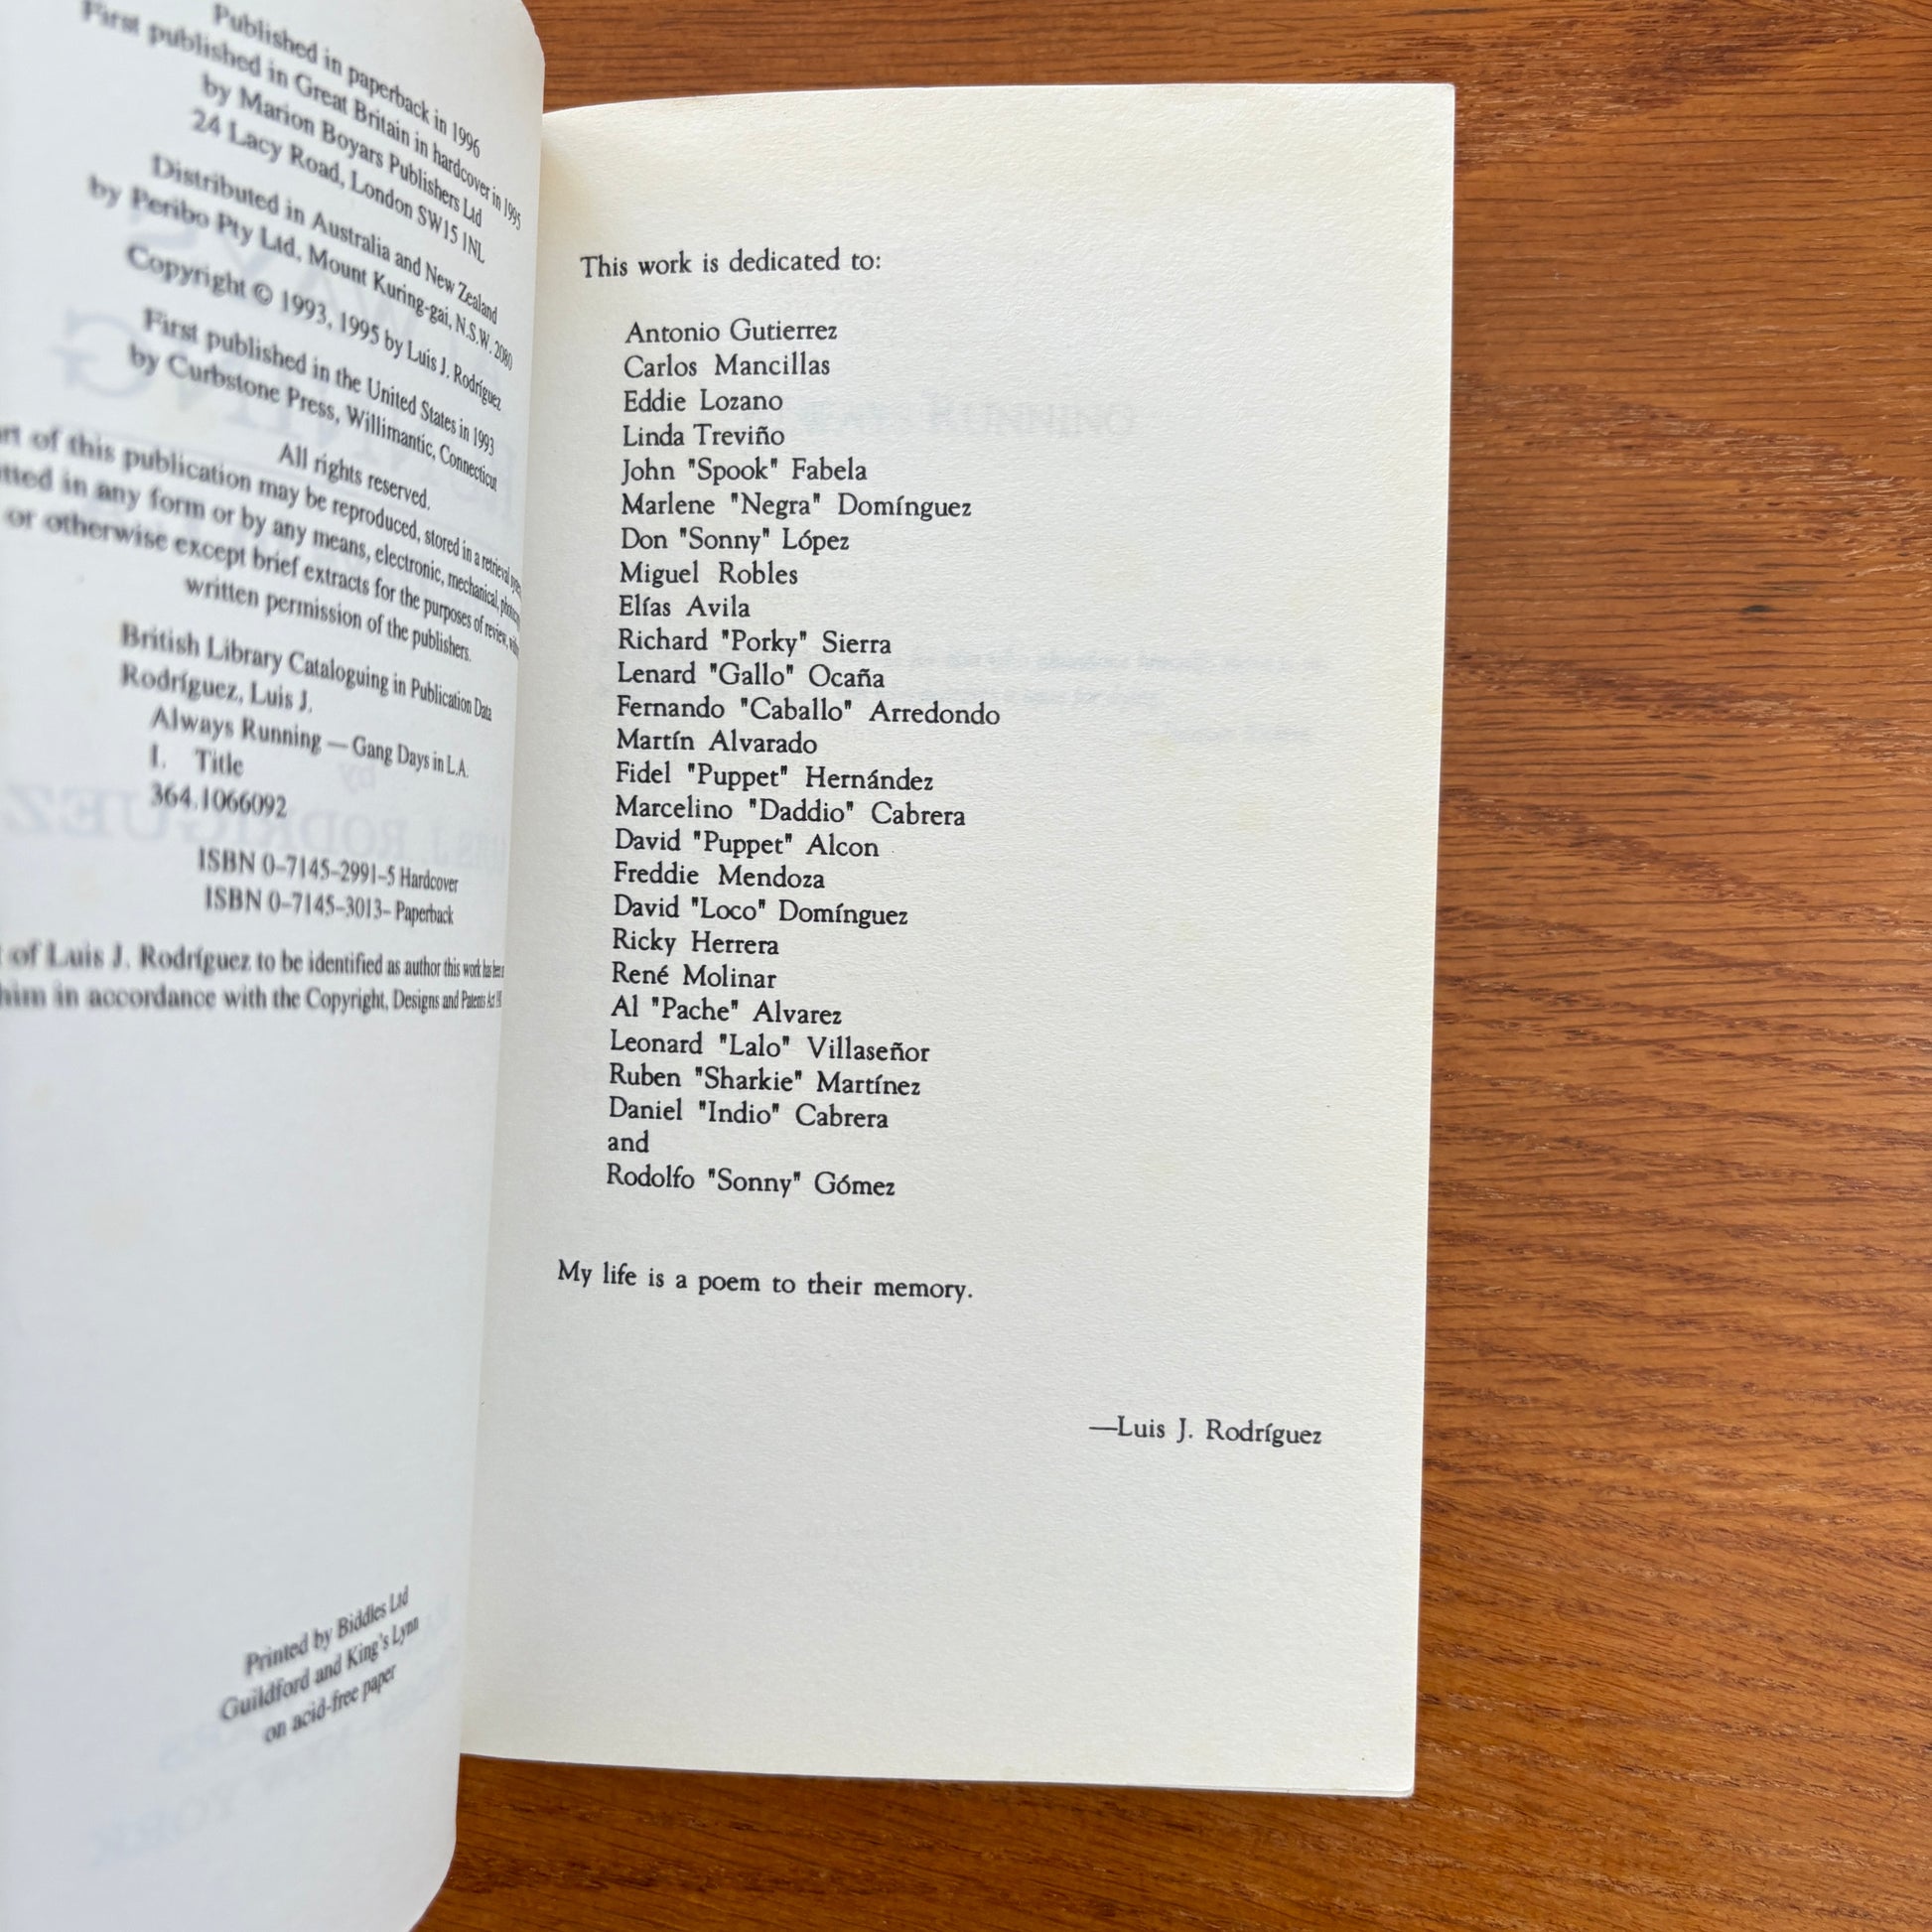 Published in paperback in 1996
First published in Great Britain in hardcover in 1995
by Marion Boyars Publishers Ltd
24 Lacy Road, London SW15 1NL
Distributed in Australia and New Zealand
by Peribo Pty Ltd, Mount Kuring-gai, N.S.W. 2080
Copyright © 1993, 1995 by Luis J. Rodríguez
First published in the United States in 1993
by Curbstone Press, Willimantic, Connecticut
All rights reserved.
of this publication may be reproduced, stored in a retrieval
in any form or by any means, electronic, mechanical,
or otherwise except brief extracts for the purposes of review,
written permission of the publishers.
British Library Cataloguing in Publication Data
Rodríguez, Luis J.
Always Running — Gang Days in L.A.
I. Title
364.1066092
ISBN 0–7145–2991–5 Hardcover
ISBN 0–7145–3013– Paperback
of Luis J. Rodríguez to be identified as author this work has
him in accordance with the Copyright, Designs and Patents Act
Printed by Biddles Ltd
Guildford and King's Lynn
on acid-free paper
This work is dedicated to:
Antonio Gutierrez
Carlos Mancillas
Eddie Lozano
Linda Treviño
John "Spook" Fabela
Marlene "Negra" Domínguez
Don "Sonny" López
Miguel Robles
Elías Avila
Richard "Porky" Sierra
Lenard "Gallo" Ocaña
Fernando "Caballo" Arredondo
Martín Alvarado
Fidel "Puppet" Hernández
Marcelino "Daddio" Cabrera
David "Puppet" Alcon
Freddie Mendoza
David "Loco" Domínguez
Ricky Herrera
René Molinar
Al "Pache" Alvarez
Leonard "Lalo" Villaseñor
Ruben "Sharkie" Martínez
Daniel "Indio" Cabrera
and
Rodolfo "Sonny" Gómez
My life is a poem to their memory.
—Luis J. Rodríguez